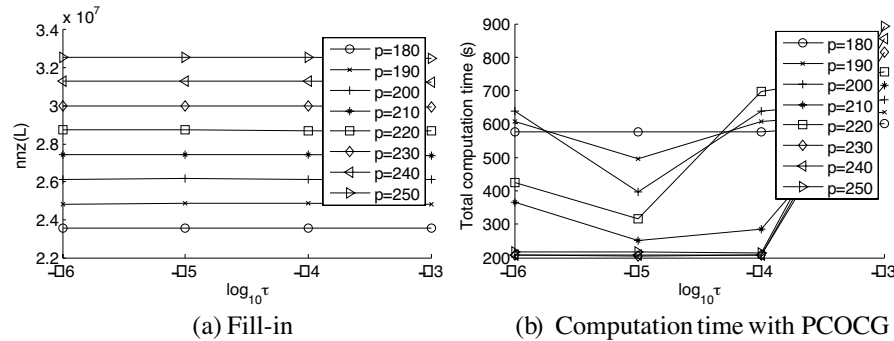 x 10⁷
3.4
3.2
3
2.8
2.6
2.4
2.2
nnz(L)
p=180
p=190
p=200
p=210
p=220
p=230
p=240
p=250
−□6
−□5
−□4
−□3
log₁₀τ
(a) Fill-in
900
800
700
600
500
400
300
200
Total computation time (s)
p=180
p=190
p=200
p=210
p=220
p=230
p=240
p=250
−□6
−□5
−□4
−□3
log₁₀τ
(b) Computation time with PCOCG